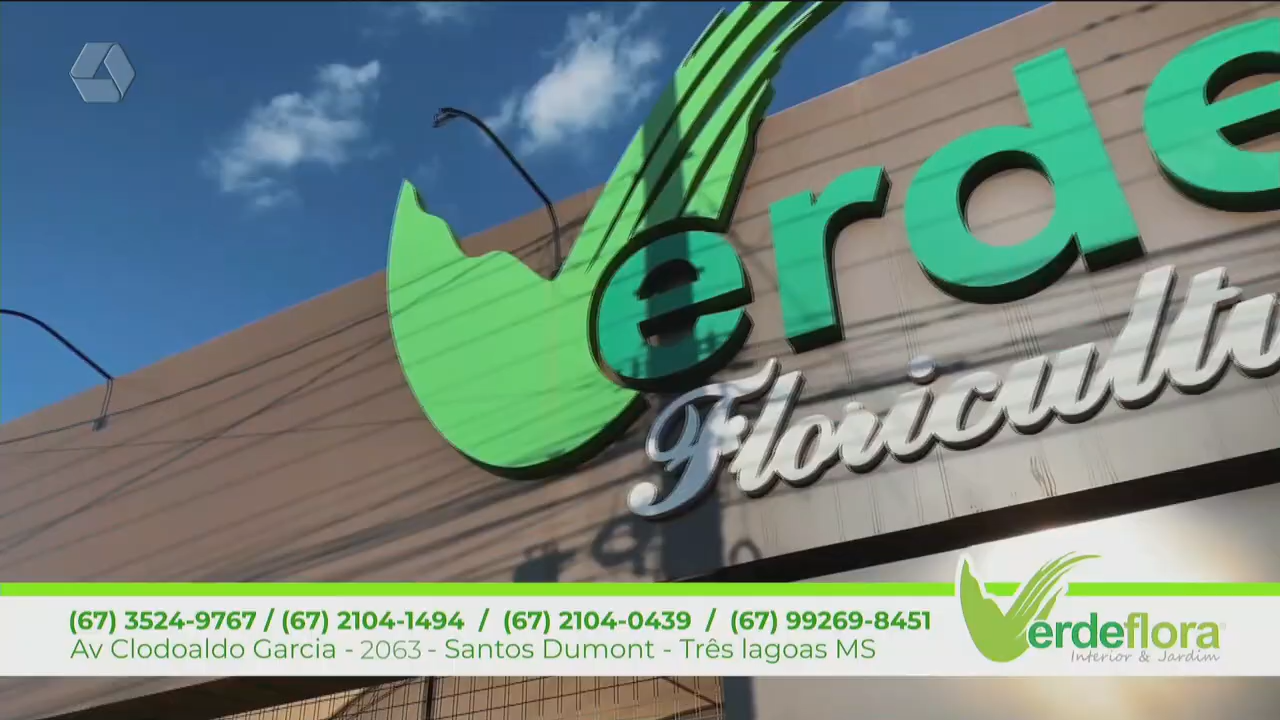 Verde
Floricultu
(67) 3524-9767 / (67) 2104-1494 / (67) 2104-0439 / (67) 99269-8451
Av Clodoaldo Garcia - 2063 - Santos Dumont - Três lagoas MS
Verdeflora
Interior & Jardim